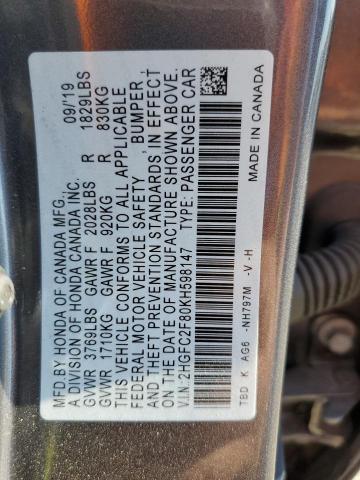 MFD. BY HONDA OF CANADA MFG. 09/19
A DIVISION OF HONDA CANADA INC.
GVWR 3769LBS GAWR F 2028LBS R 1829LBS
GVWR 1710KG GAWR F 920KG R 830KG
THIS VEHICLE CONFORMS TO ALL APPLICABLE
FEDERAL MOTOR VEHICLE SAFETY , BUMPER ,
AND THEFT PREVENTION STANDARDS IN EFFECT
ON THE DATE OF MANUFACTURE SHOWN ABOVE.
V.I.N.: 2HGFC2F80KH598147 TYPE: PASSENGER CAR
TBD K AG6 -NH797M -V -H
MADE IN CANADA